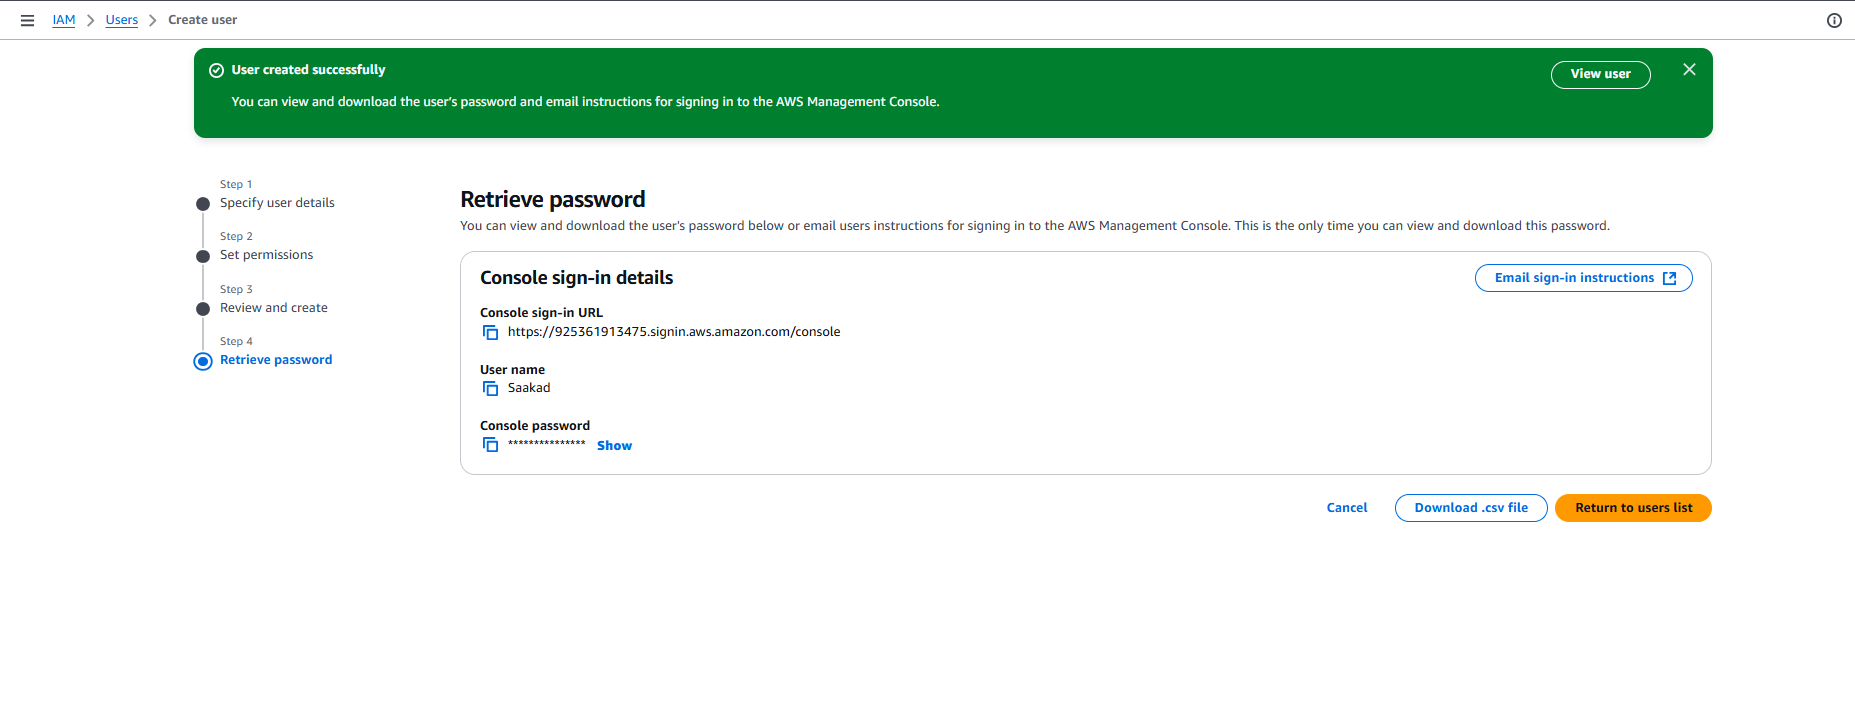 IAM > Users > Create user
User created successfully
View user
You can view and download the user's password and email instructions for signing in to the AWS Management Console.
Step 1
Specify user details
Step 2
Set permissions
Step 3
Review and create
Step 4
Retrieve password
Retrieve password
You can view and download the user's password below or email users instructions for signing in to the AWS Management Console. This is the only time you can view and download this password.
Console sign-in details
Email sign-in instructions
Console sign-in URL
https://925361913475.signin.aws.amazon.com/console
User name
Saakad
Console password
*************** Show
Cancel
Download .csv file
Return to users list